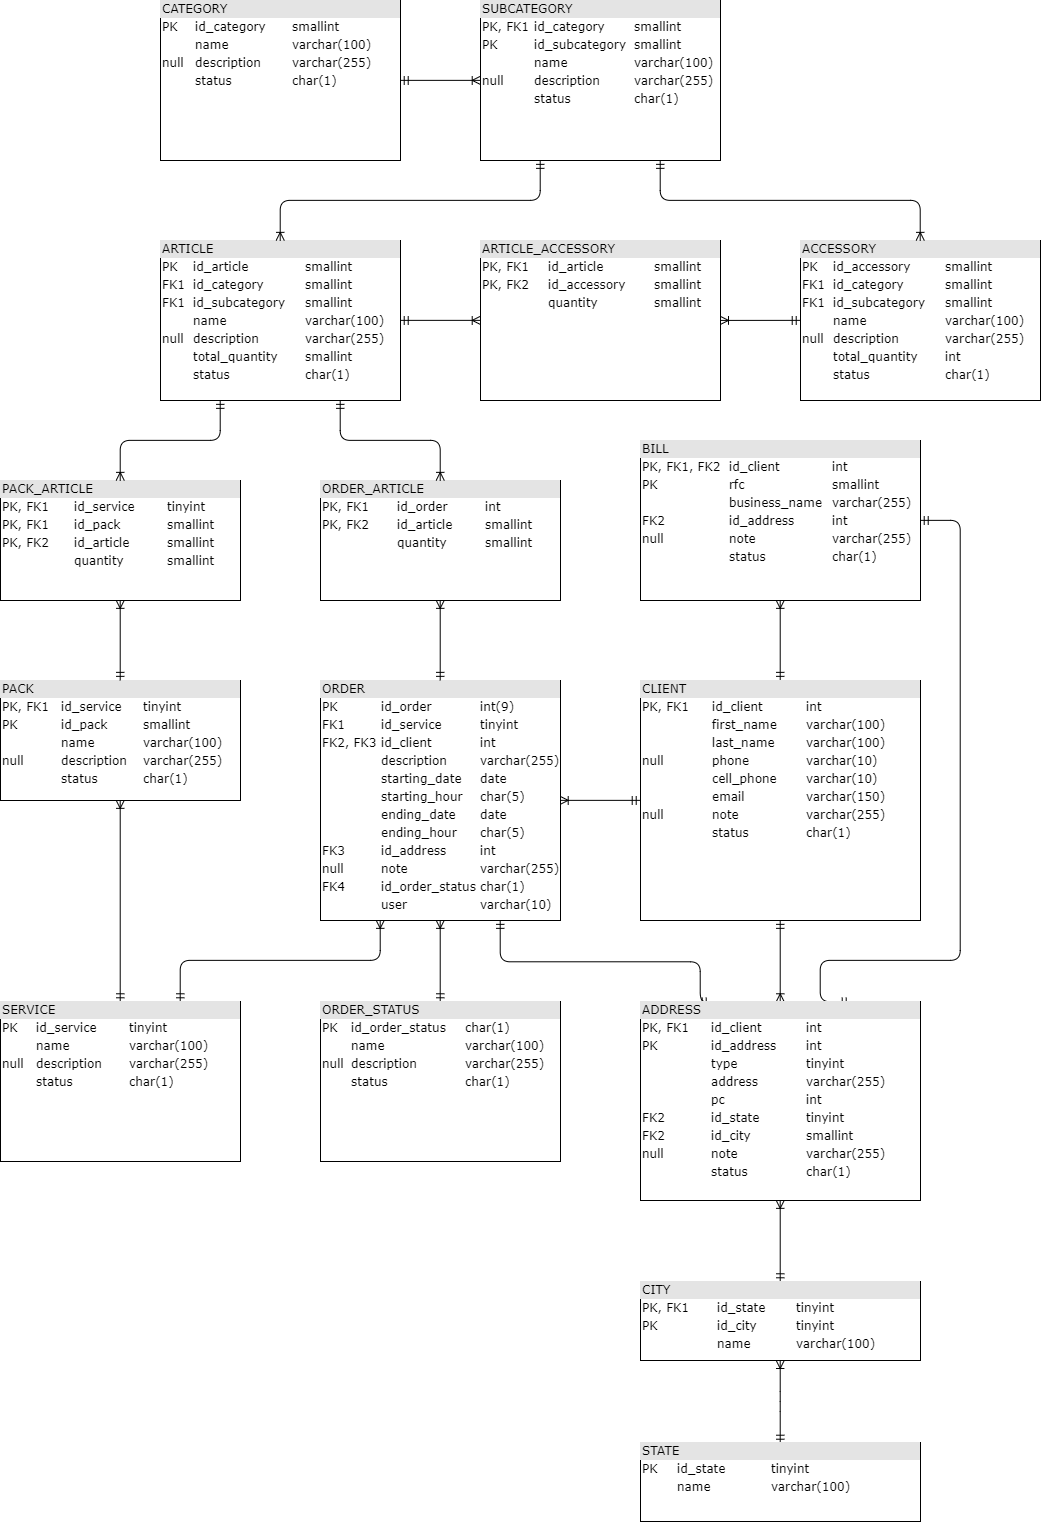 CATEGORY
PK id_category smallint
name varchar(100)
null description varchar(255)
status char(1)
SUBCATEGORY
PK, FK1 id_category smallint
PK id_subcategory smallint
name varchar(100)
null description varchar(255)
status char(1)
ARTICLE
PK id_article smallint
FK1 id_category smallint
FK1 id_subcategory smallint
name varchar(100)
null description varchar(255)
total_quantity smallint
status char(1)
ARTICLE_ACCESSORY
PK, FK1 id_article smallint
PK, FK2 id_accessory smallint
quantity smallint
ACCESSORY
PK id_accessory smallint
FK1 id_category smallint
FK1 id_subcategory smallint
name varchar(100)
null description varchar(255)
total_quantity int
status char(1)
PACK_ARTICLE
PK, FK1 id_service tinyint
PK, FK1 id_pack smallint
PK, FK2 id_article smallint
quantity smallint
ORDER_ARTICLE
PK, FK1 id_order int
PK, FK2 id_article smallint
quantity smallint
BILL
PK, FK1, FK2 id_client int
PK rfc smallint
business_name varchar(255)
FK2 id_address int
null note varchar(255)
status char(1)
PACK
PK, FK1 id_service tinyint
PK id_pack smallint
name varchar(100)
null description varchar(255)
status char(1)
ORDER
PK id_order int(9)
FK1 id_service tinyint
FK2, FK3 id_client int
description varchar(255)
starting_date date
starting_hour char(5)
ending_date date
ending_hour char(5)
FK3 id_address int
null note varchar(255)
FK4 id_order_status char(1)
user varchar(10)
CLIENT
PK, FK1 id_client int
first_name varchar(100)
last_name varchar(100)
null phone varchar(10)
cell_phone varchar(10)
email varchar(150)
null note varchar(255)
status char(1)
SERVICE
PK id_service tinyint
name varchar(100)
null description varchar(255)
status char(1)
ORDER_STATUS
PK id_order_status char(1)
name varchar(100)
null description varchar(255)
status char(1)
ADDRESS
PK, FK1 id_client int
PK id_address int
type tinyint
address varchar(255)
pc int
FK2 id_state tinyint
FK2 id_city smallint
null note varchar(255)
status char(1)
CITY
PK, FK1 id_state tinyint
PK id_city tinyint
name varchar(100)
STATE
PK id_state tinyint
name varchar(100)